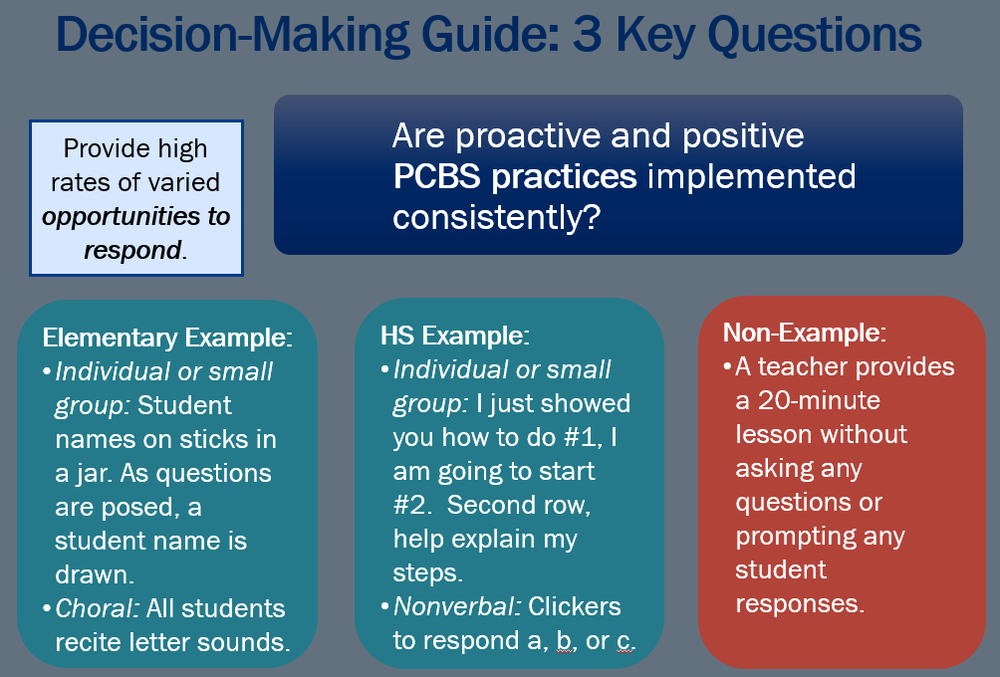 Decision-Making Guide: 3 Key Questions
Provide high
rates of varied
opportunities to
respond.
Are proactive and positive
PCBS practices implemented
consistently?
Elementary Example:
•Individual or small
group: Student
names on sticks in
a jar. As questions
are posed, a
student name is
drawn.
•Choral: All students
recite letter sounds.
HS Example:
•Individual or small
group: I just showed
you how to do #1, I
am going to start
#2.  Second row,
help explain my
steps.
•Nonverbal: Clickers
to respond a, b, or c.
Non-Example:
•A teacher provides
a 20-minute
lesson without
asking any
questions or
prompting any
student
responses.